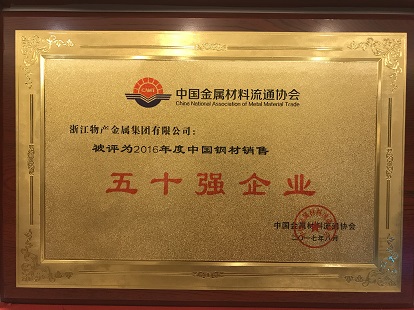 CUMT
中国金属材料流通协会
China National Association of Metal Material Trade
浙江物产金属集团有限公司：
被评为2016年度中国钢材销售
五十强企业
中国金属材料流通协会
二〇一七年八月